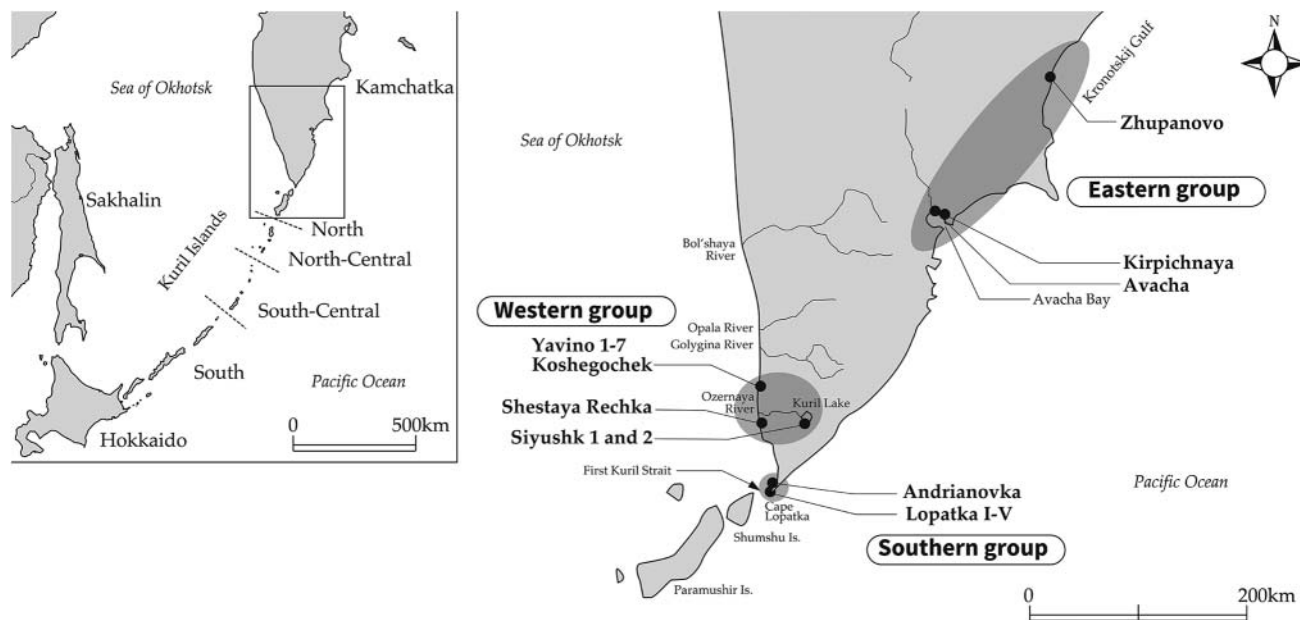 Sea of Okhotsk
Kamchatka
Sakhalin
Kuril Islands
North
North-Central
South-Central
South
Pacific Ocean
Hokkaido
0
500km
N
Kronotskij Gulf
Sea of Okhotsk
Zhupanovo
Eastern group
Bol'shaya
River
Kirpichnaya
Avacha
Avacha Bay
Western group
Opala River
Golygina River
Yavino 1-7
Koshegochek
Ozernaya
River
Kuril Lake
Shestaya Rechka
Siyushk 1 and 2
First Kuril Strait
Andrianovka
Lopatka I-V
Cape
Lopatka
Pacific Ocean
Shumshu Is.
Southern group
Paramushir Is.
0
200km